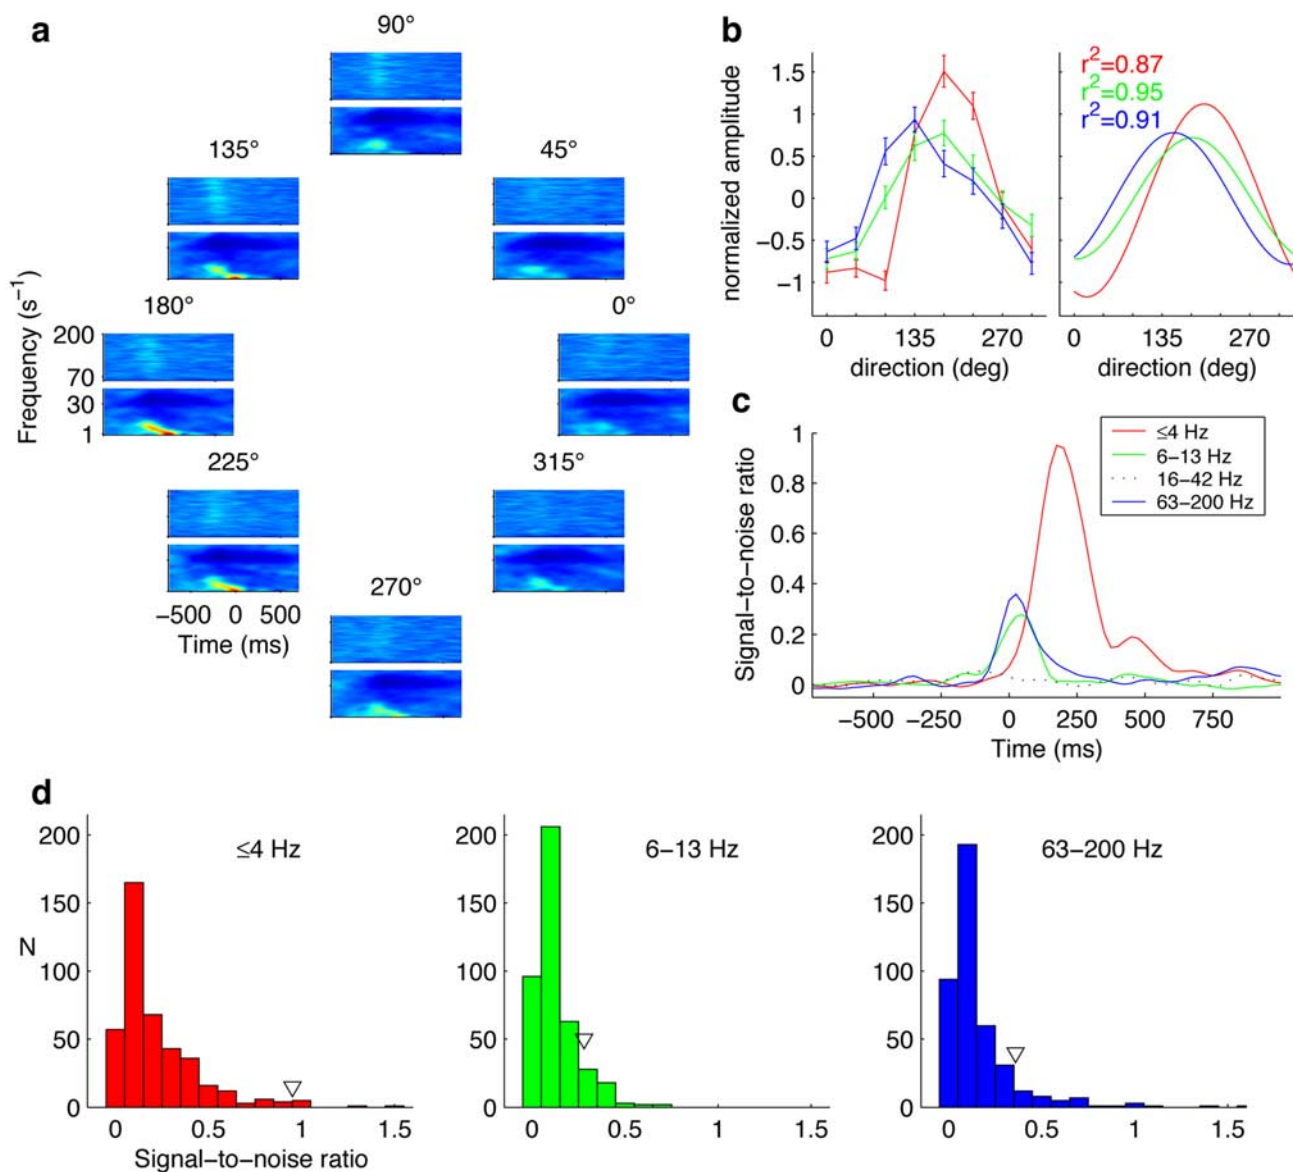 a
90°
135°
45°
180°
0°
Frequency (s⁻¹)
200
70
30
1
225°
315°
270°
−500 0 500
Time (ms)
b
normalized amplitude
1.5
1
0.5
0
−0.5
−1
0 135 270
direction (deg)
r²=0.87
r²=0.95
r²=0.91
0 135 270
direction (deg)
c
Signal−to−noise ratio
1
0.8
0.6
0.4
0.2
0
≤4 Hz
6−13 Hz
16−42 Hz
63−200 Hz
−500 −250 0 250 500 750
Time (ms)
d
N
200
150
100
50
0
≤4 Hz
0 0.5 1 1.5
Signal−to−noise ratio
200
150
100
50
0
6−13 Hz
0 0.5 1 1.5
200
150
100
50
0
63−200 Hz
0 0.5 1 1.5